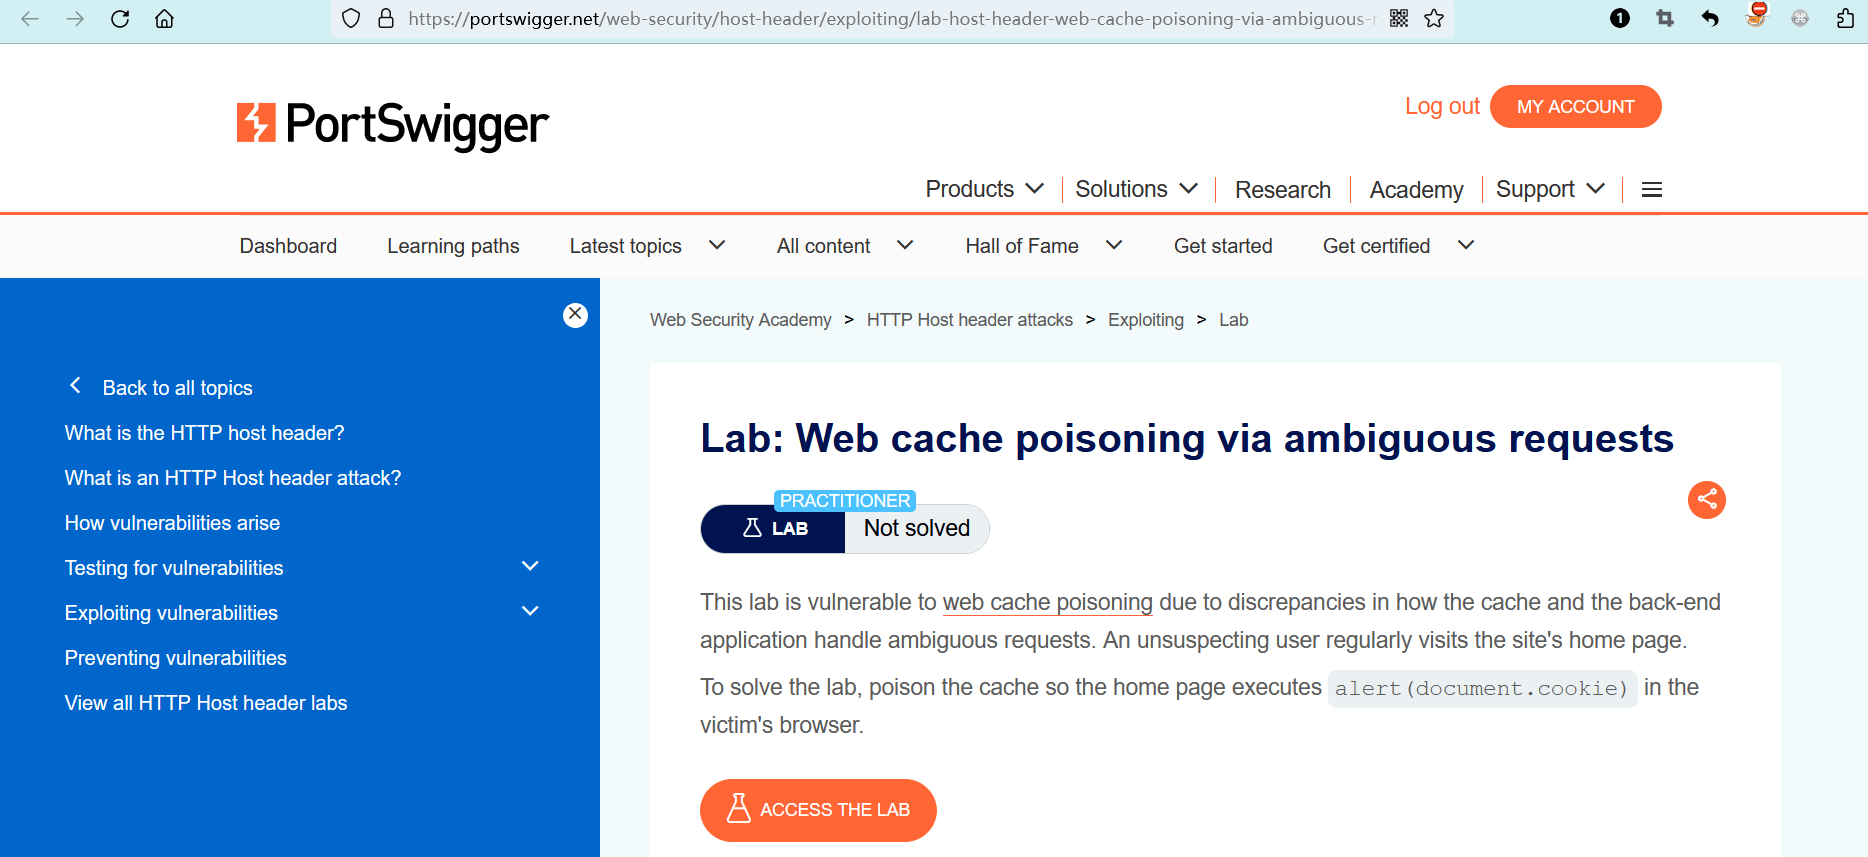 https://portswigger.net/web-security/host-header/exploiting/lab-host-header-web-cache-poisoning-via-ambiguous-r
1
PortSwigger
Log out
MY ACCOUNT
Products
Solutions
Research
Academy
Support
Dashboard
Learning paths
Latest topics
All content
Hall of Fame
Get started
Get certified
Back to all topics
What is the HTTP host header?
What is an HTTP Host header attack?
How vulnerabilities arise
Testing for vulnerabilities
Exploiting vulnerabilities
Preventing vulnerabilities
View all HTTP Host header labs
Web Security Academy > HTTP Host header attacks > Exploiting > Lab
Lab: Web cache poisoning via ambiguous requests
PRACTITIONER
LAB
Not solved
This lab is vulnerable to web cache poisoning due to discrepancies in how the cache and the back-end
application handle ambiguous requests. An unsuspecting user regularly visits the site's home page.
To solve the lab, poison the cache so the home page executes alert(document.cookie) in the
victim's browser.
ACCESS THE LAB